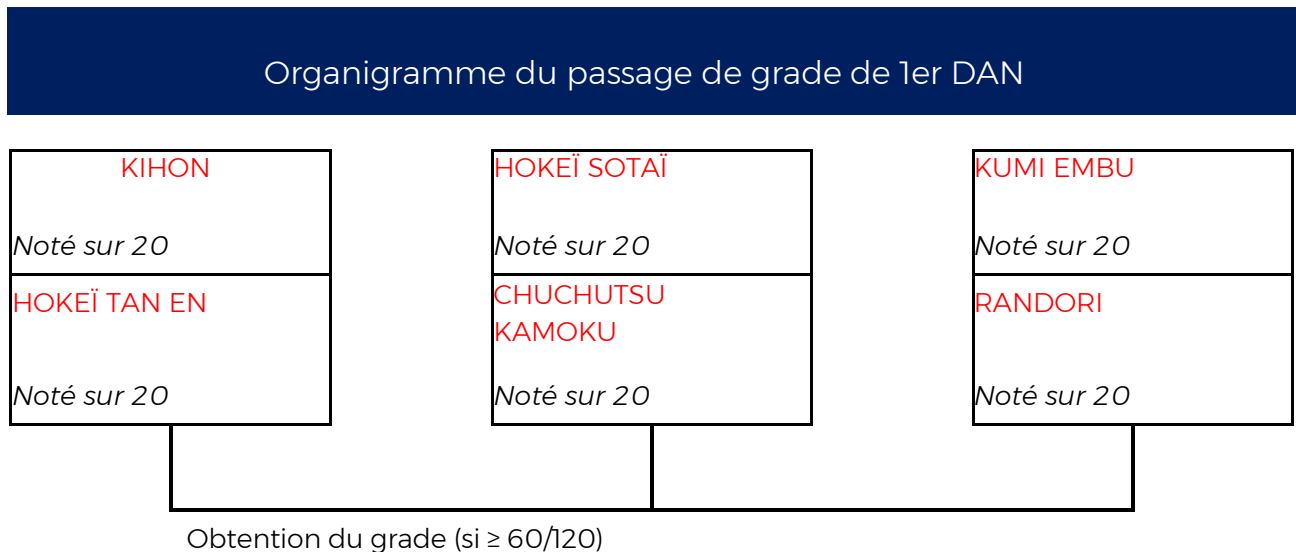 Organigramme du passage de grade de 1er DAN
KIHON
Noté sur 20
HOKEÏ TAN EN
Noté sur 20
HOKEÏ SOTAÏ
Noté sur 20
CHUCHUTSU
KAMOKU
Noté sur 20
KUMI EMBU
Noté sur 20
RANDORI
Noté sur 20
Obtention du grade (si ≥ 60/120)